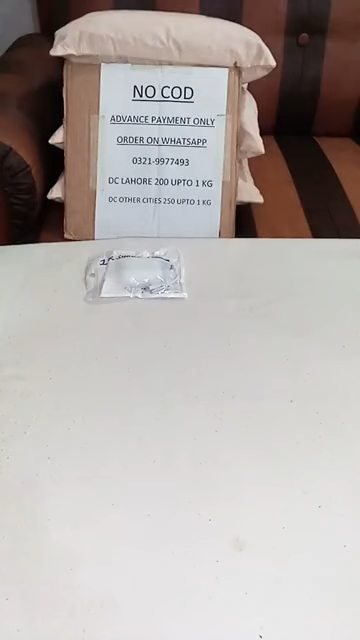 NO COD
ADVANCE PAYMENT ONLY
ORDER ON WHATSAPP
0321-9977493
DC LAHORE 200 UPTO 1 KG
DC OTHER CITIES 250 UPTO 1 KG